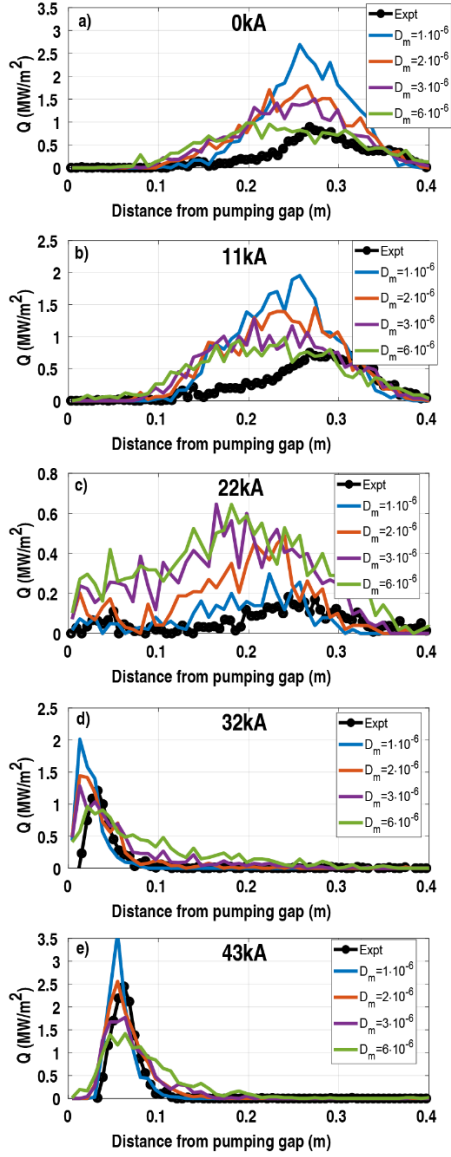 a)
0kA
Q (MW/m²)
3.5
3
2.5
2
1.5
1
0.5
0
Expt
D_m=1·10⁻⁶
D_m=2·10⁻⁶
D_m=3·10⁻⁶
D_m=6·10⁻⁶
0 0.1 0.2 0.3 0.4
Distance from pumping gap (m)
b)
11kA
Q (MW/m²)
2.5
2
1.5
1
0.5
0
Expt
D_m=1·10⁻⁶
D_m=2·10⁻⁶
D_m=3·10⁻⁶
D_m=6·10⁻⁶
0 0.1 0.2 0.3 0.4
Distance from pumping gap (m)
c)
22kA
Q (MW/m²)
0.8
0.6
0.4
0.2
0
Expt
D_m=1·10⁻⁶
D_m=2·10⁻⁶
D_m=3·10⁻⁶
D_m=6·10⁻⁶
0 0.1 0.2 0.3 0.4
Distance from pumping gap (m)
d)
32kA
Q (MW/m²)
2.5
2
1.5
1
0.5
0
Expt
D_m=1·10⁻⁶
D_m=2·10⁻⁶
D_m=3·10⁻⁶
D_m=6·10⁻⁶
0 0.1 0.2 0.3 0.4
Distance from pumping gap (m)
e)
43kA
Q (MW/m²)
3.5
3
2.5
2
1.5
1
0.5
0
Expt
D_m=1·10⁻⁶
D_m=2·10⁻⁶
D_m=3·10⁻⁶
D_m=6·10⁻⁶
0 0.1 0.2 0.3 0.4
Distance from pumping gap (m)